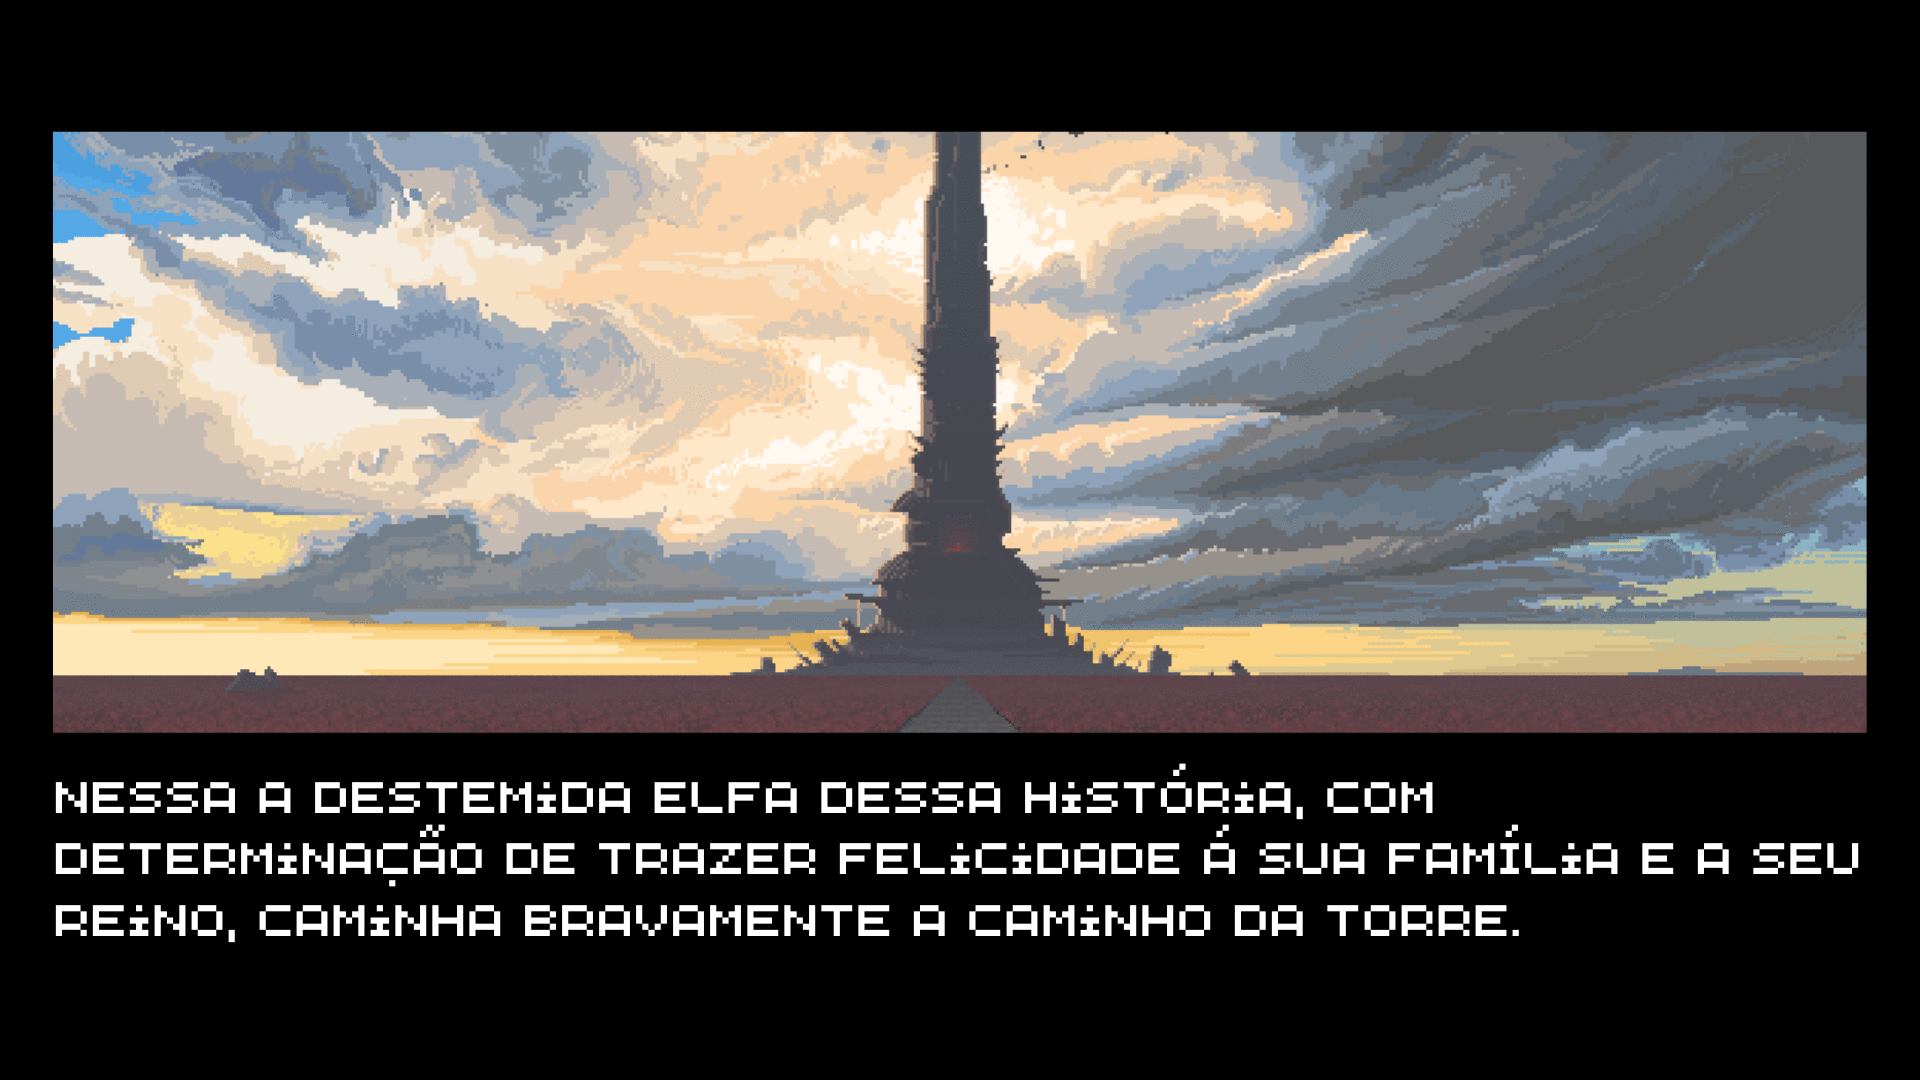 NESSA A DESTEMiDA ELFA DESSA HiSTÓRiA, COM
DETERMiNAÇÃO DE TRAZER FELiCiDADE Á SUA FAMÍLiA E A SEU
REiNO, CAMiNHA BRAVAMENTE A CAMiNHO DA TORRE.